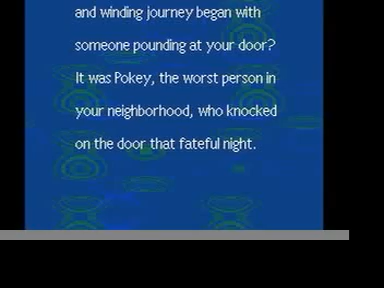 and winding journey began with
someone pounding at your door?
It was Pokey, the worst person in
your neighborhood, who knocked
on the door that fateful night.